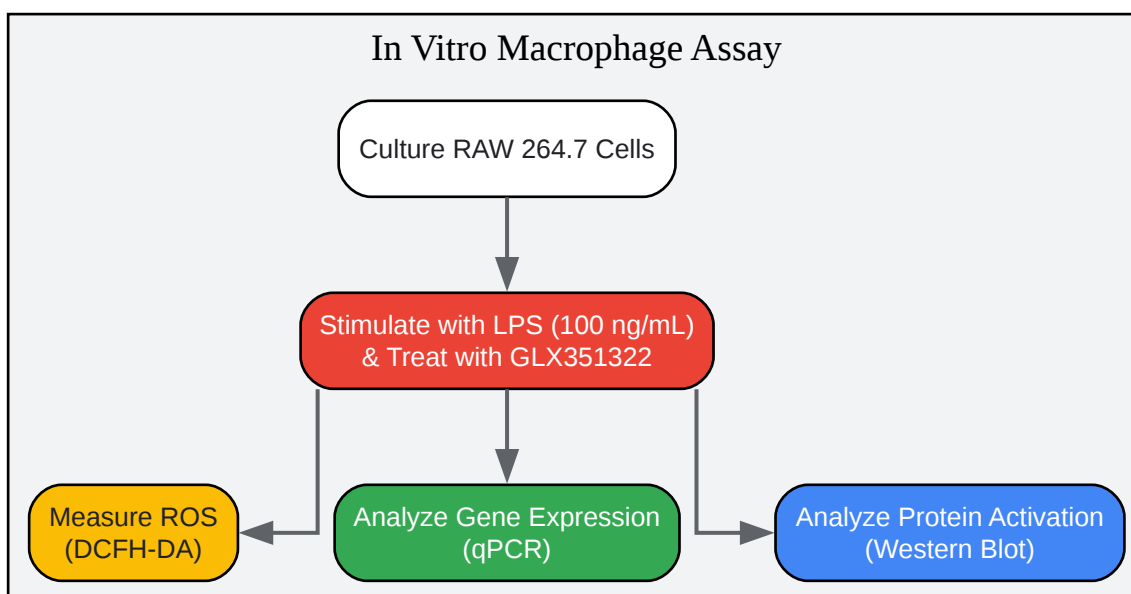 In Vitro Macrophage Assay
Culture RAW 264.7 Cells
Stimulate with LPS (100 ng/mL)
& Treat with GLX351322
Measure ROS
(DCFH-DA)
Analyze Gene Expression
(qPCR)
Analyze Protein Activation
(Western Blot)